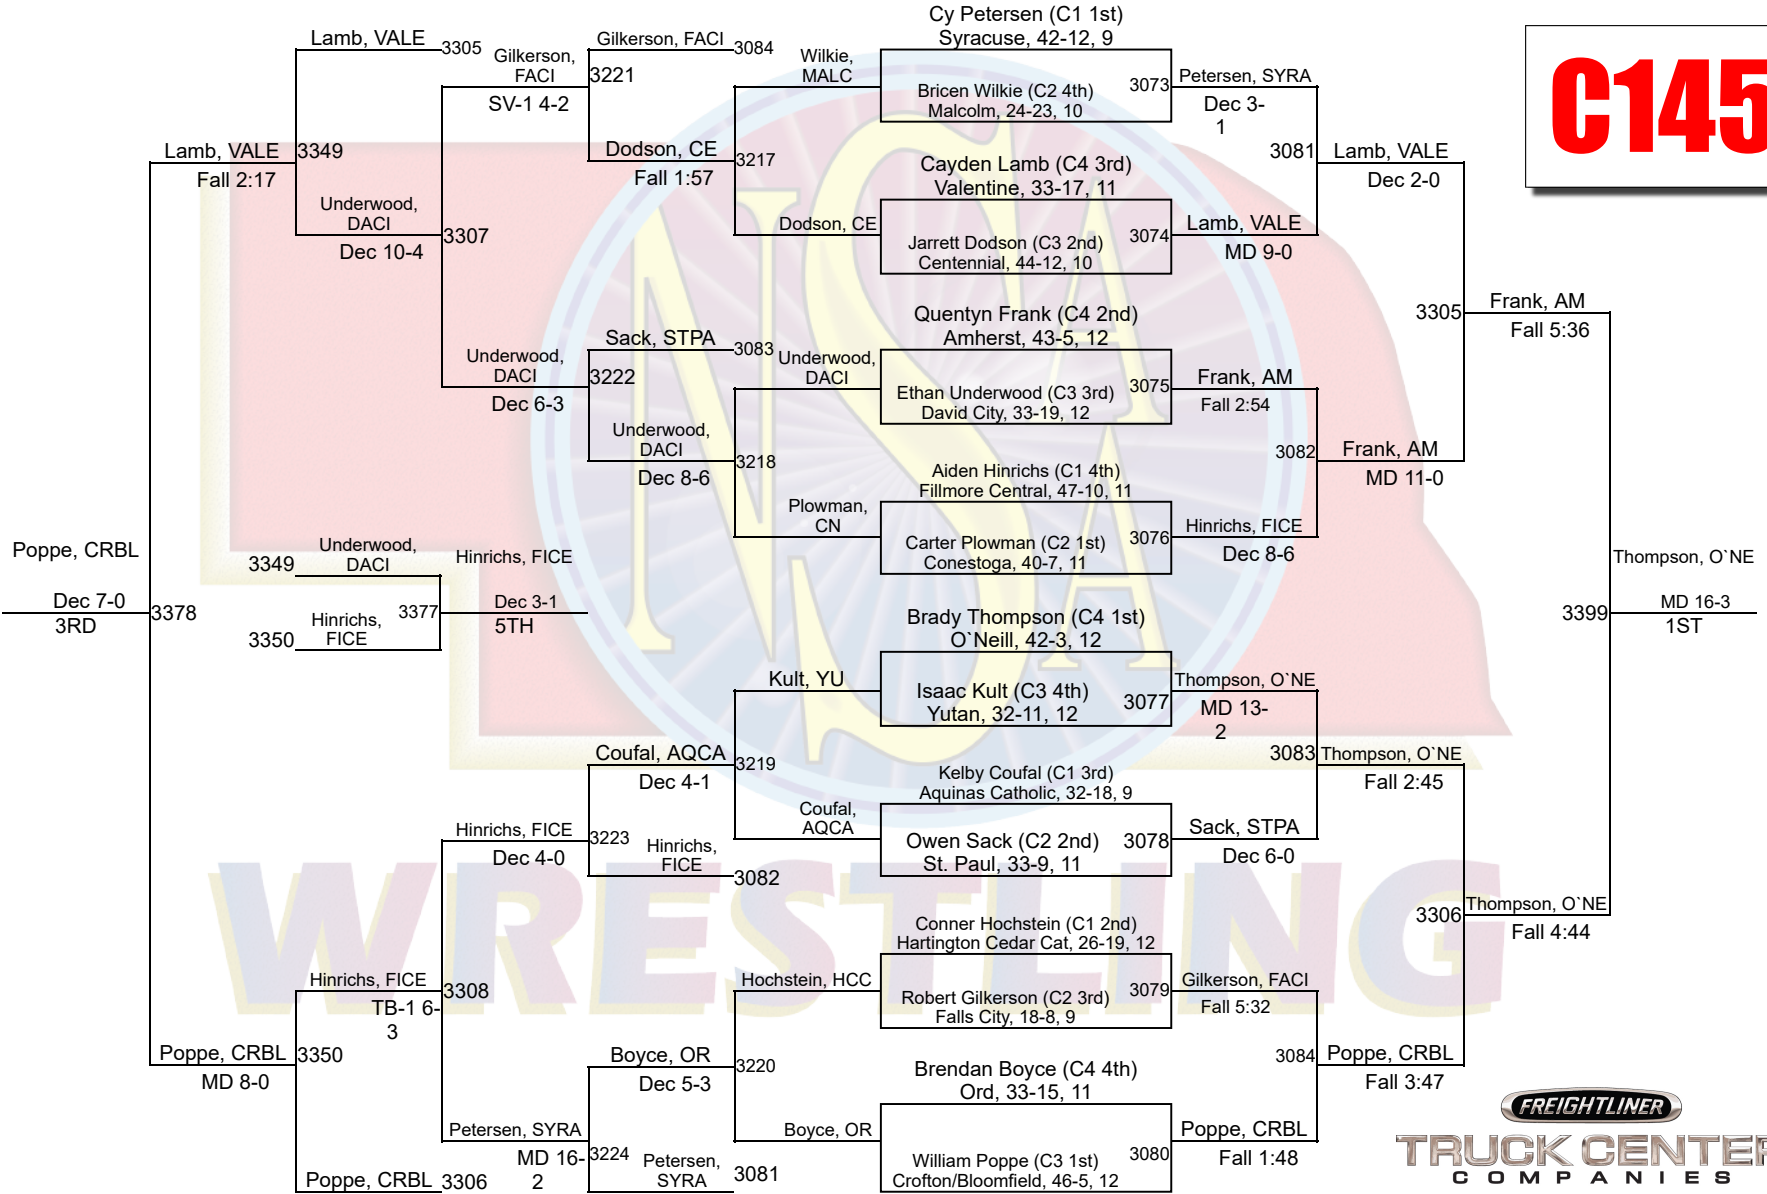 Cy Petersen (C1 1st)
Syracuse, 42-12, 9
Bricen Wilkie (C2 4th)
Malcolm, 24-23, 10
3073
Cayden Lamb (C4 3rd)
Valentine, 33-17, 11
Jarrett Dodson (C3 2nd)
Centennial, 44-12, 10
3074
Quentyn Frank (C4 2nd)
Amherst, 43-5, 12
Ethan Underwood (C3 3rd)
David City, 33-19, 12
3075
Aiden Hinrichs (C1 4th)
Fillmore Central, 47-10, 11
Carter Plowman (C2 1st)
Conestoga, 40-7, 11
3076
Brady Thompson (C4 1st)
O`Neill, 42-3, 12
Isaac Kult (C3 4th)
Yutan, 32-11, 12
3077
Kelby Coufal (C1 3rd)
Aquinas Catholic, 32-18, 9
Owen Sack (C2 2nd)
St. Paul, 33-9, 11
3078
Conner Hochstein (C1 2nd)
Hartington Cedar Cat, 26-19, 12
Robert Gilkerson (C2 3rd)
Falls City, 18-8, 9
3079
Brendan Boyce (C4 4th)
Ord, 33-15, 11
William Poppe (C3 1st)
Crofton/Bloomfield, 46-5, 12
3080
Petersen, SYRA
Dec 3-
1
Lamb, VALE
MD 9-0
Frank, AM
Fall 2:54
Hinrichs, FICE
Dec 8-6
Thompson, O`NE
MD 13-
2
Sack, STPA
Dec 6-0
Gilkerson, FACI
Fall 5:32
Poppe, CRBL
Fall 1:48
3081
Lamb, VALE
Dec 2-0
3082
Frank, AM
MD 11-0
3083
Thompson, O`NE
Fall 2:45
3084
Poppe, CRBL
Fall 3:47
3305
Frank, AM
Fall 5:36
3306
Thompson, O`NE
Fall 4:44
3399
Thompson, O`NE
MD 16-3
1ST
Wilkie,
MALC
Dodson, CE
Underwood,
DACI
Plowman,
CN
Kult, YU
Coufal,
AQCA
Hochstein, HCC
Boyce, OR
Gilkerson, FACI
3084
Dodson, CE
3217
Fall 1:57
Sack, STPA
3083
Underwood,
DACI
3218
Dec 8-6
Coufal, AQCA
3219
Dec 4-1
Hinrichs,
FICE
3082
Boyce, OR
3220
Dec 5-3
Petersen,
SYRA
3081
Gilkerson,
FACI
3221
SV-1 4-2
Underwood,
DACI
3222
Dec 6-3
Hinrichs, FICE
3223
Dec 4-0
Petersen, SYRA
3224
MD 16-
2
Lamb, VALE
3305
Underwood,
DACI
3307
Dec 10-4
Hinrichs, FICE
3308
TB-1 6-
3
Poppe, CRBL
3306
Lamb, VALE
3349
Fall 2:17
Poppe, CRBL
3350
MD 8-0
3349
Underwood,
DACI
3350
Hinrichs,
FICE
3377
Hinrichs, FICE
Dec 3-1
5TH
Poppe, CRBL
Dec 7-0
3378
3RD
C145
NSAA
WRESTLING
FREIGHTLINER
TRUCK CENTER
COMPANIES